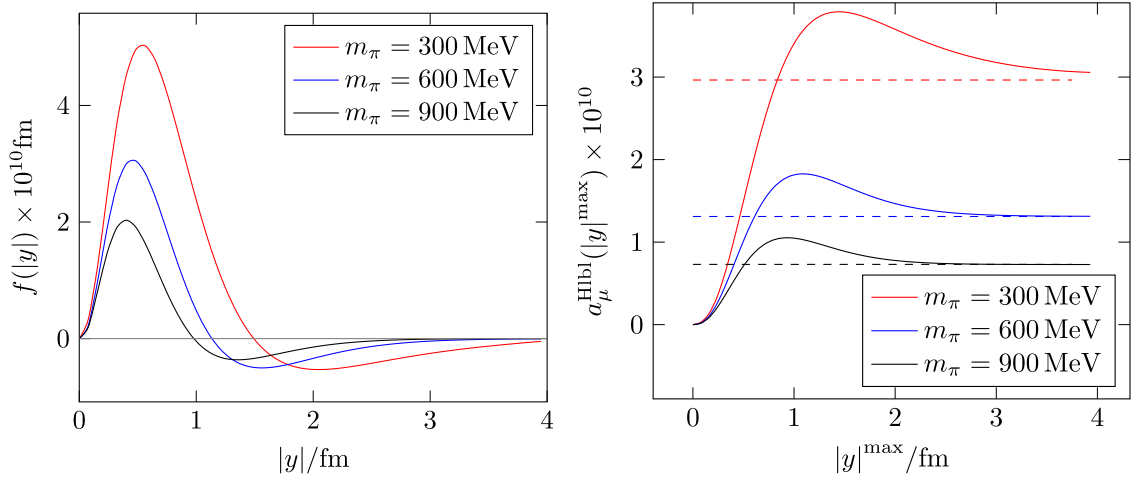 f(|y|) × 10¹⁰fm
4
2
0
0 1 2 3 4
|y|/fm
m_π = 300 MeV
m_π = 600 MeV
m_π = 900 MeV
a_μ^Hlbl(|y|^max) × 10¹⁰
3
2
1
0
0 1 2 3 4
|y|^max/fm
m_π = 300 MeV
m_π = 600 MeV
m_π = 900 MeV